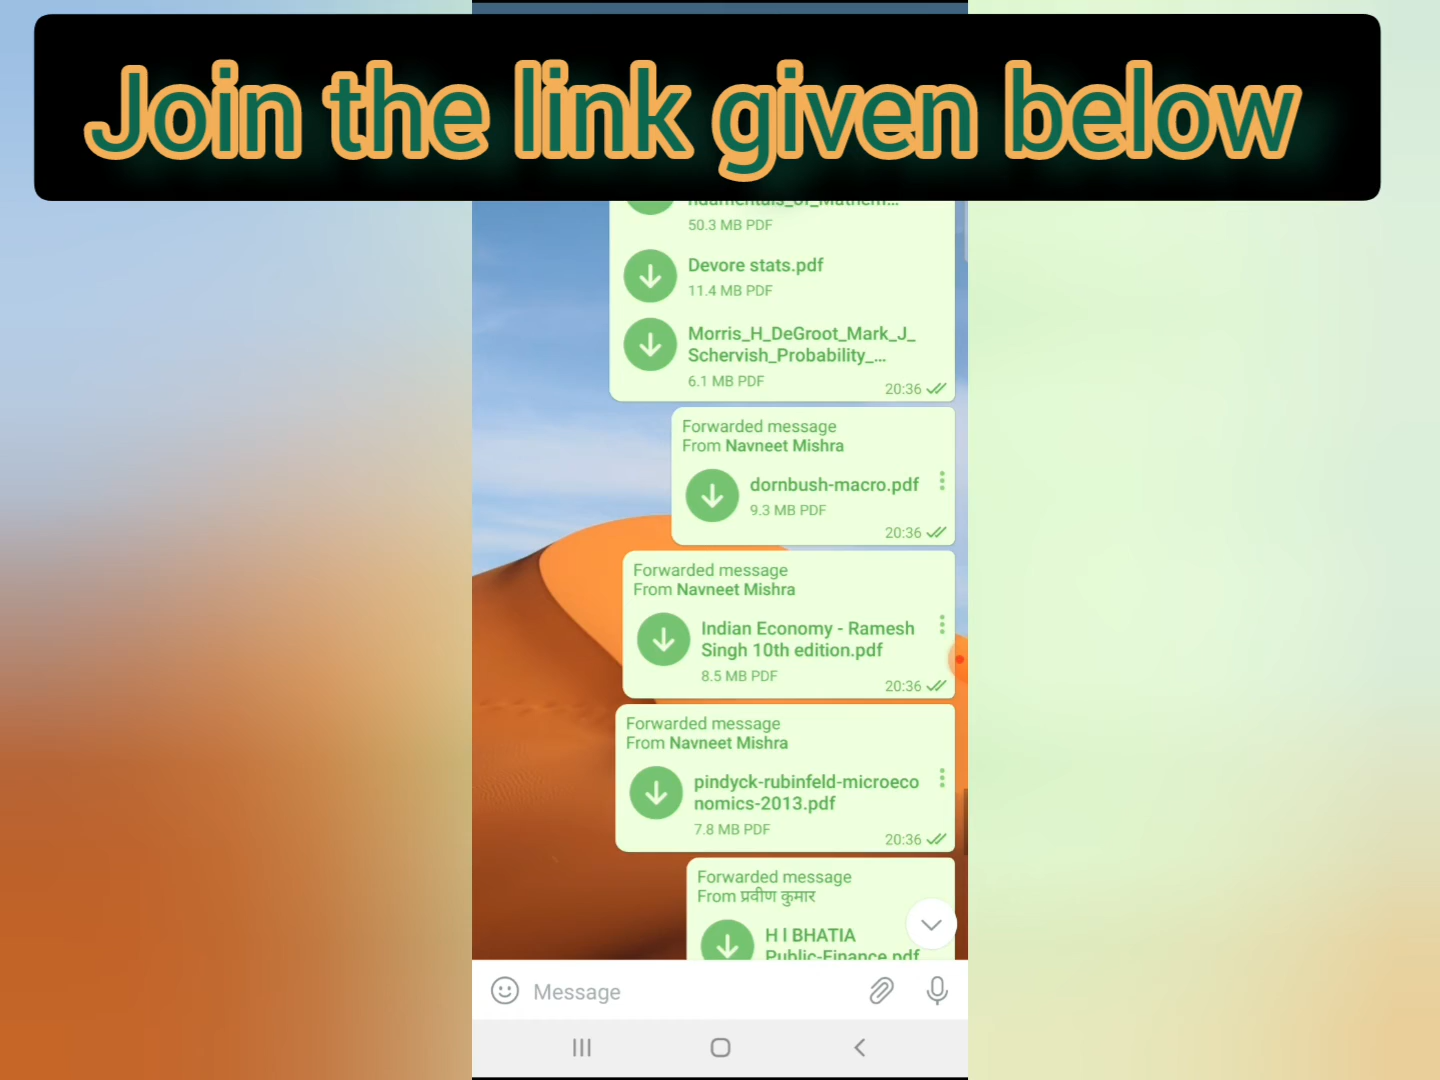 Join the link given below
50.3 MB PDF
Devore stats.pdf
11.4 MB PDF
Morris_H_DeGroot_Mark_J_
Schervish_Probability_...
6.1 MB PDF
20:36
Forwarded message
From Navneet Mishra
dornbush-macro.pdf
9.3 MB PDF
20:36
Forwarded message
From Navneet Mishra
Indian Economy - Ramesh
Singh 10th edition.pdf
8.5 MB PDF
20:36
Forwarded message
From Navneet Mishra
pindyck-rubinfeld-microeco
nomics-2013.pdf
7.8 MB PDF
20:36
Forwarded message
From प्रवीण कुमार
H l BHATIA
Public-Finance.pdf
Message